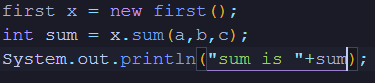 first x = new first();
int sum = x.sum(a,b,c);
System.out.println("sum is "+sum);